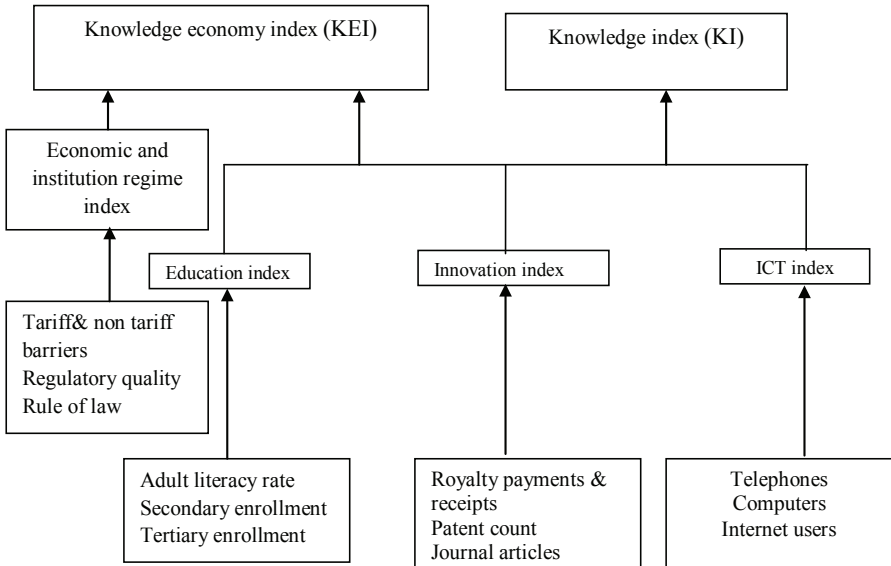 Knowledge economy index (KEI)
Knowledge index (KI)
Economic and
institution regime
index
Education index
Innovation index
ICT index
Tariff& non tariff
barriers
Regulatory quality
Rule of law
Adult literacy rate
Secondary enrollment
Tertiary enrollment
Royalty payments &
receipts
Patent count
Journal articles
Telephones
Computers
Internet users